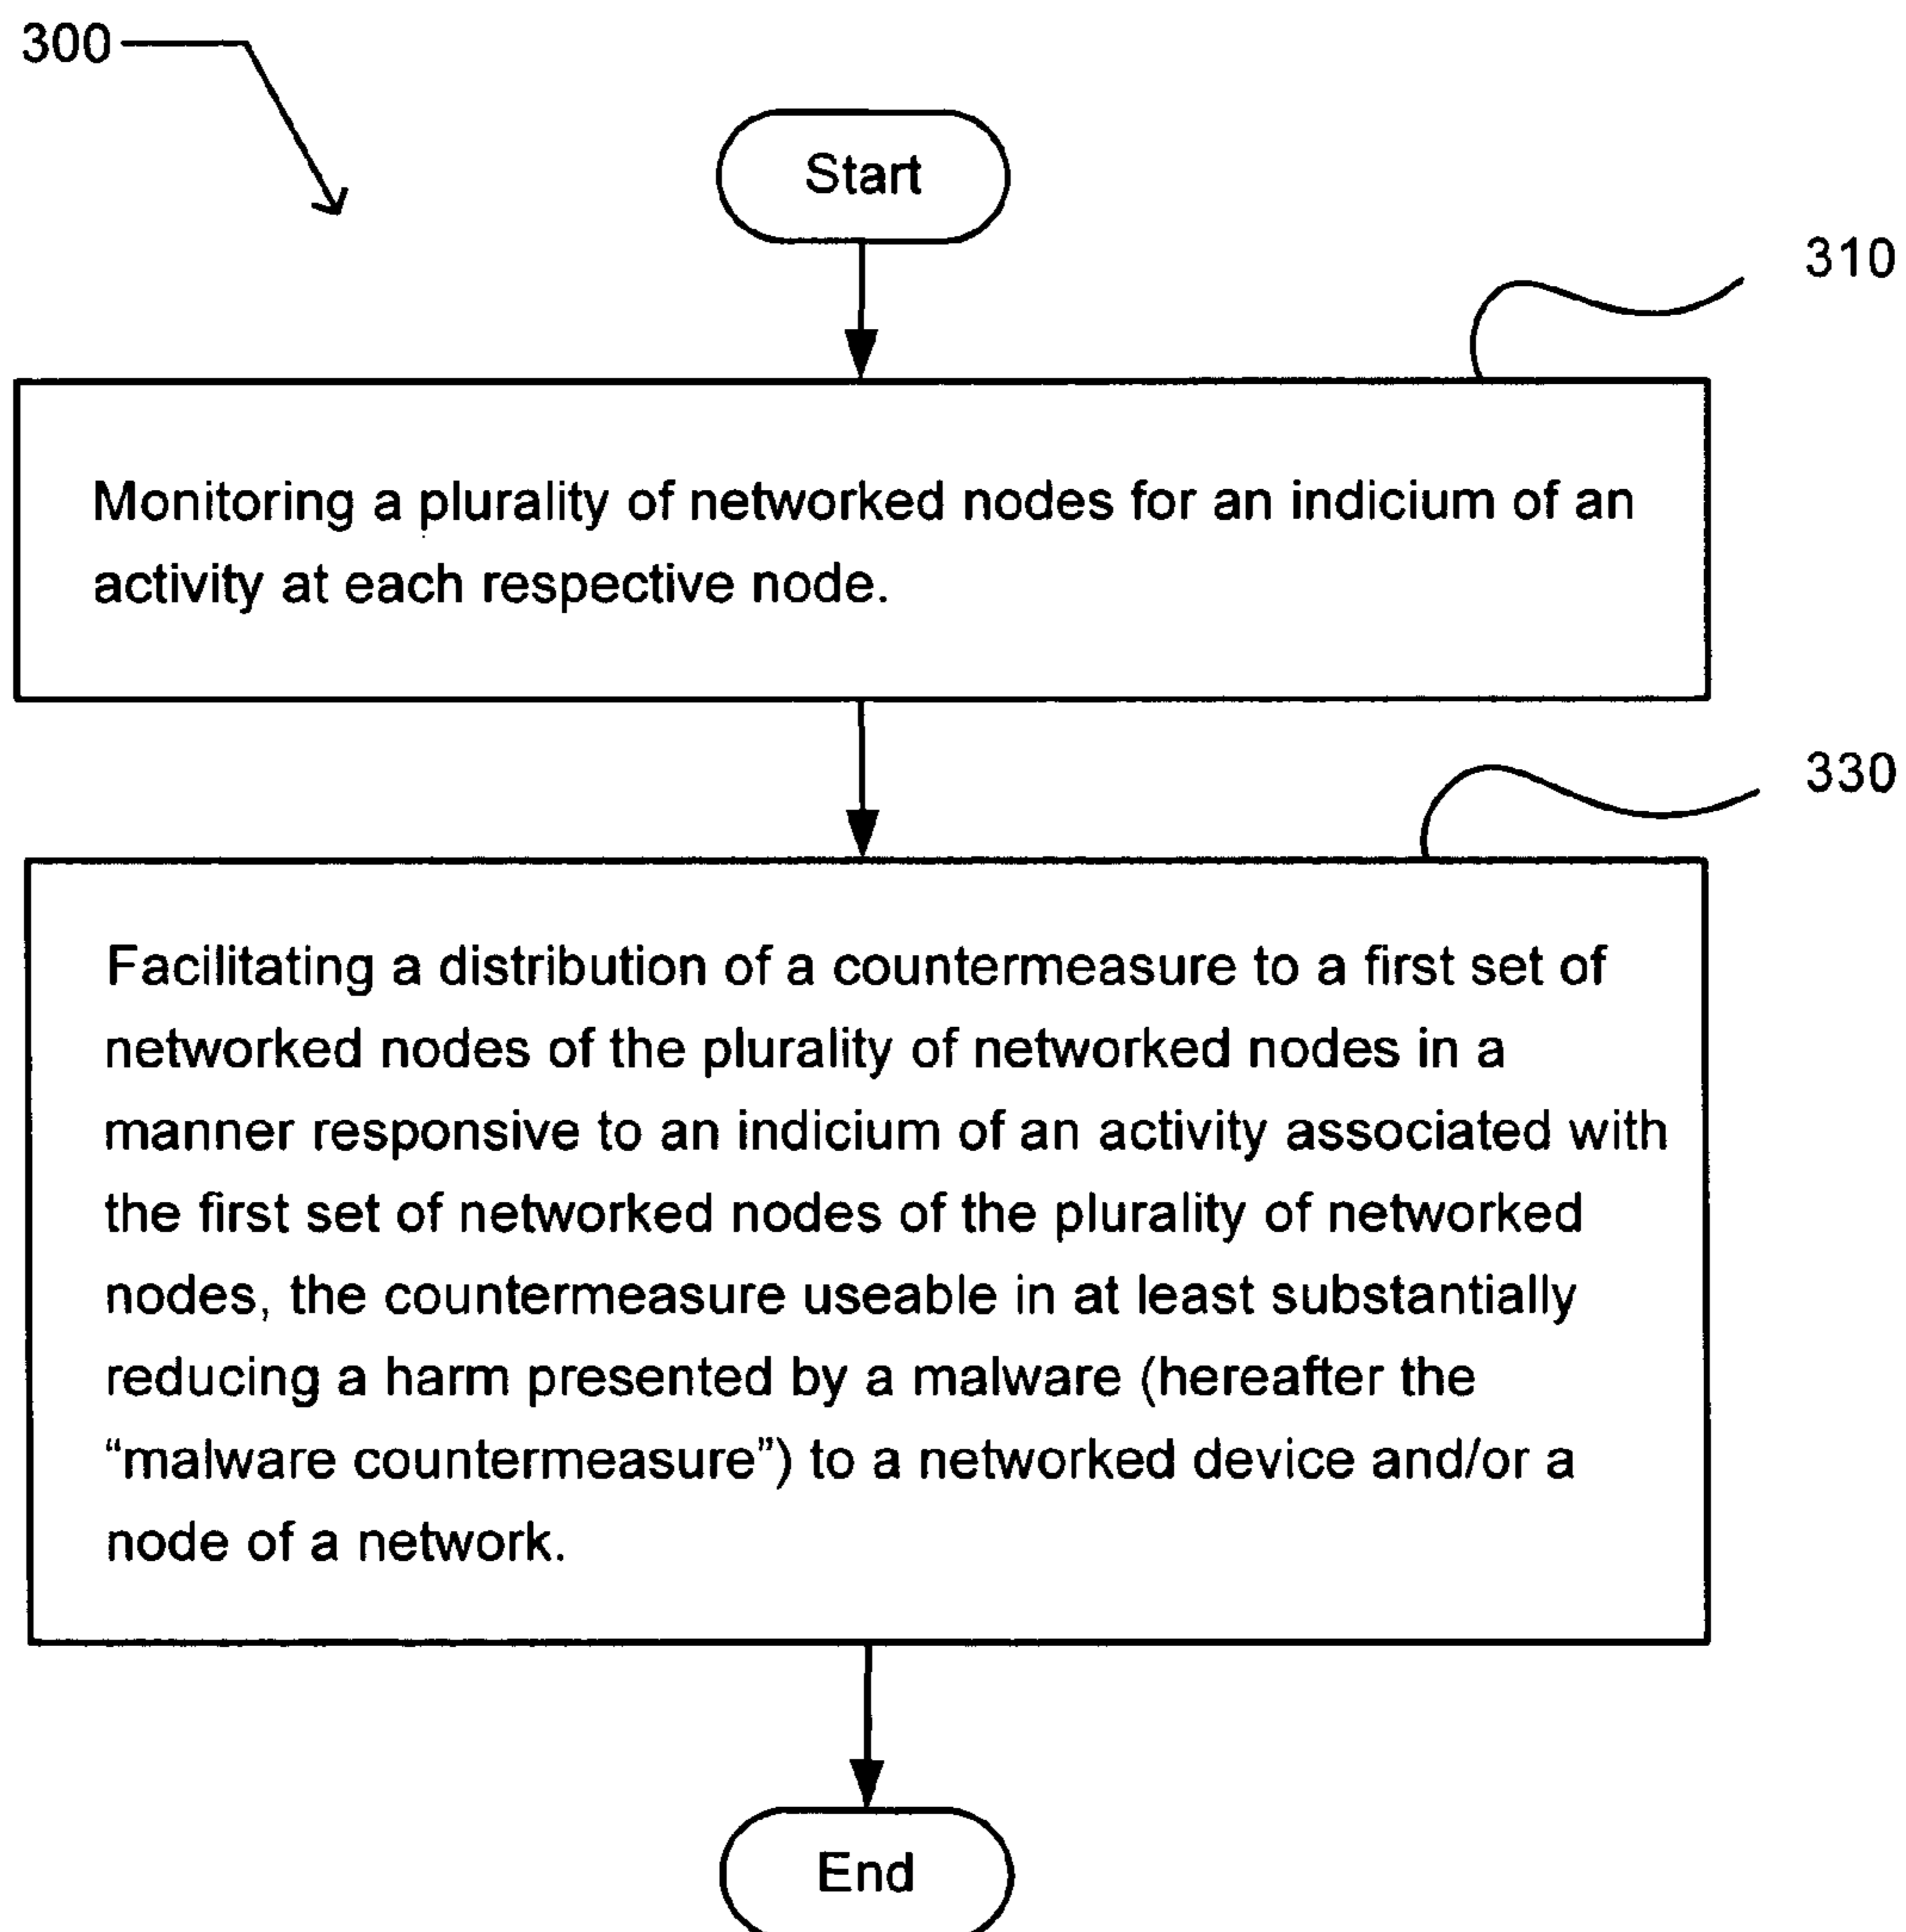 300
Start
310
Monitoring a plurality of networked nodes for an indicium of an
activity at each respective node.
330
Facilitating a distribution of a countermeasure to a first set of
networked nodes of the plurality of networked nodes in a
manner responsive to an indicium of an activity associated with
the first set of networked nodes of the plurality of networked
nodes, the countermeasure useable in at least substantially
reducing a harm presented by a malware (hereafter the
“malware countermeasure”) to a networked device and/or a
node of a network.
End